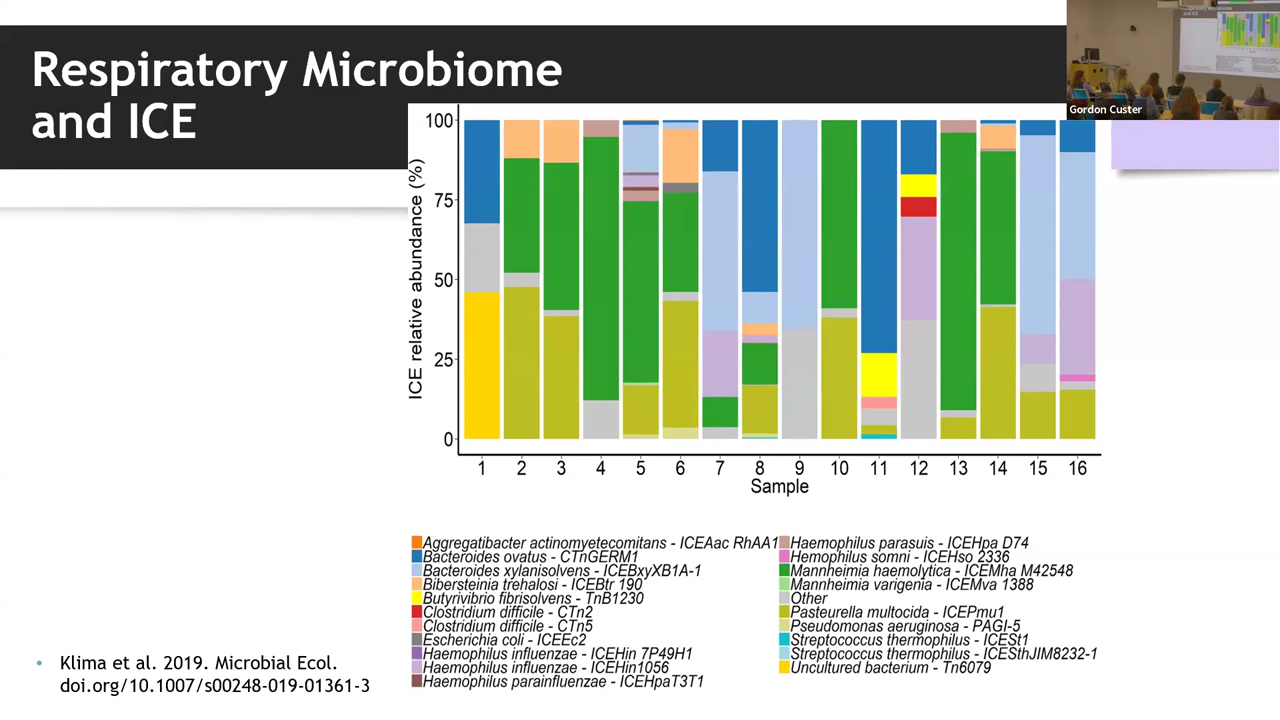 Respiratory Microbiome
and ICE
Gordon Custer
ICE relative abundance (%)
100
75
50
25
0
1 2 3 4 5 6 7 8 9 10 11 12 13 14 15 16
Sample
Aggregatibacter actinomyetecomitans - ICEAac RhAA1
Bacteroides ovatus - CTnGERM1
Bacteroides xylanisolvens - ICEBxyXB1A-1
Bibersteinia trehalosi - ICEBtr 190
Butyrivibrio fibrisolvens - TnB1230
Clostridium difficile - CTn2
Clostridium difficile - CTn5
Escherichia coli - ICEEc2
Haemophilus influenzae - ICEHin 7P49H1
Haemophilus influenzae - ICEHin1056
Haemophilus parainfluenzae - ICEHpaT3T1
Haemophilus parasuis - ICEHpa D74
Hemophilus somni - ICEHso 2336
Mannheimia haemolytica - ICEMha M42548
Mannheimia varigenia - ICEMva 1388
Other
Pasteurella multocida - ICEPmu1
Pseudomonas aeruginosa - PAGI-5
Streptococcus thermophilus - ICESt1
Streptococcus thermophilus - ICESthJIM8232-1
Uncultured bacterium - Tn6079
• Klima et al. 2019. Microbial Ecol.
doi.org/10.1007/s00248-019-01361-3